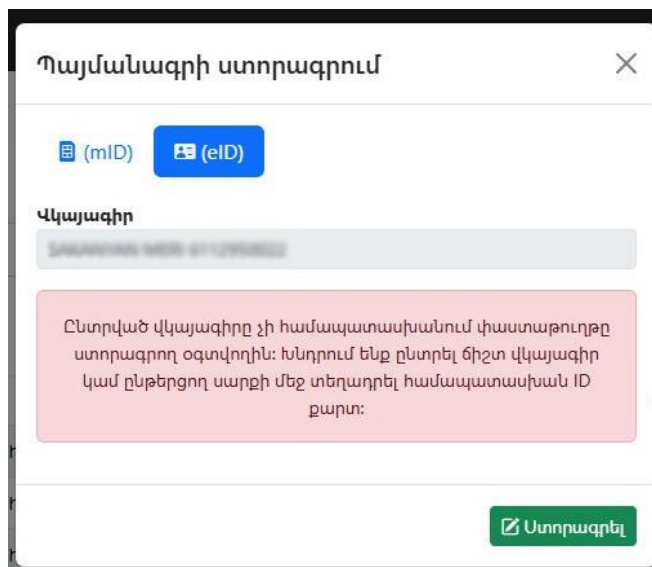 Պայմանագրի ստորագրում
(mID)
(eID)
Վկայագիր
Ընտրված վկայագիրը չի համապատասխանում փաստաթուղթը
ստորագրող օգտվողին: Խնդրում ենք ընտրել ճիշտ վկայագիր
կամ ընթերցող սարքի մեջ տեղադրել համապատասխան ID
քարտ:
Ստորագրել